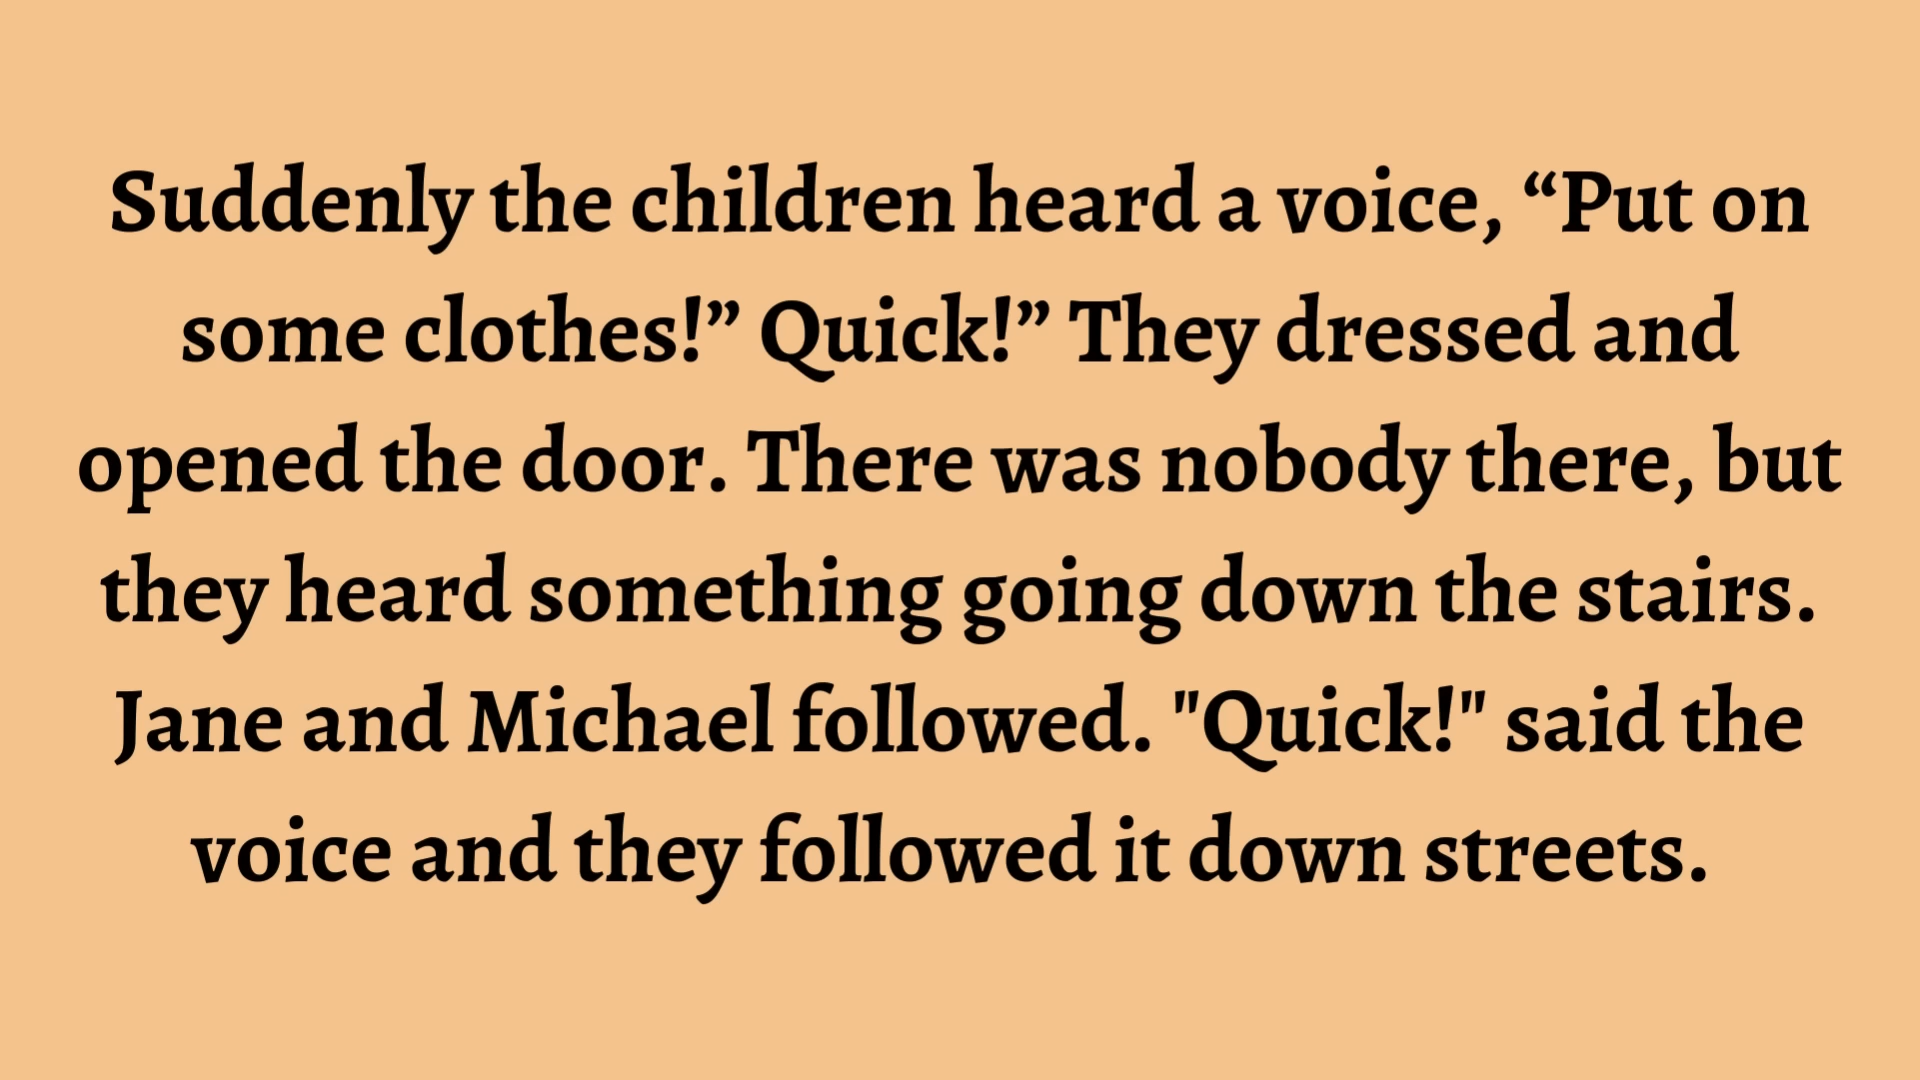 Suddenly the children heard a voice, “Put on
some clothes!” Quick!” They dressed and
opened the door. There was nobody there, but
they heard something going down the stairs.
Jane and Michael followed. "Quick!" said the
voice and they followed it down streets.